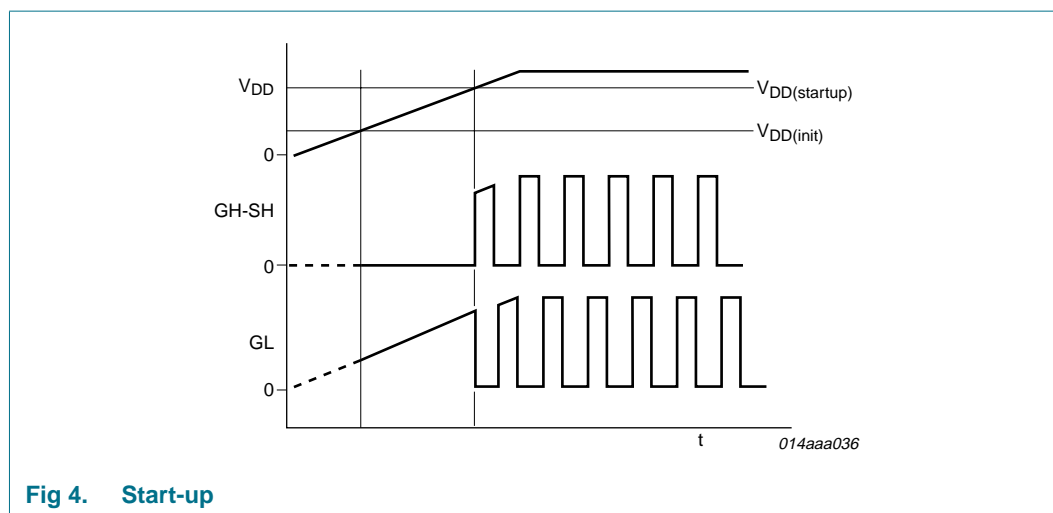 VDD
VDD(startup)
VDD(init)
0
GH-SH
0
GL
0
t
014aaa036
Fig 4. Start-up